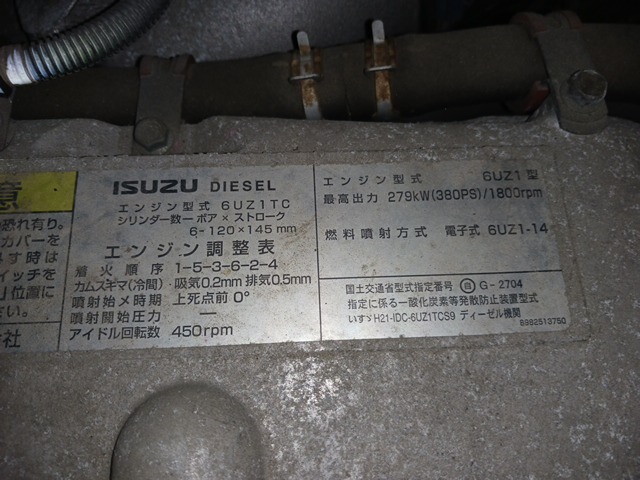 意
恐れ有り。
カバーを
す時は
イッチを
位置に
社
ISUZU DIESEL
エンジン型式 6UZ1TC
シリンダー数－ボア×ストローク
6-120×145mm
エンジン調整表
着火順序 1-5-3-6-2-4
カムスキマ(冷間)・吸気0.2mm 排気0.5mm
噴射始メ時期 上死点前0°
噴射開始圧力 －
アイドル回転数 450rpm
エンジン型式 6UZ1型
最高出力 279kW(380PS)/1800rpm
燃料噴射方式 電子式 6UZ1-14
国土交通省型式指定番号 自 G-2704
指定に係る一酸化炭素等発散防止装置型式
いすゞH21-IDC-6UZ1TCS9 ディーゼル機関
8982513750